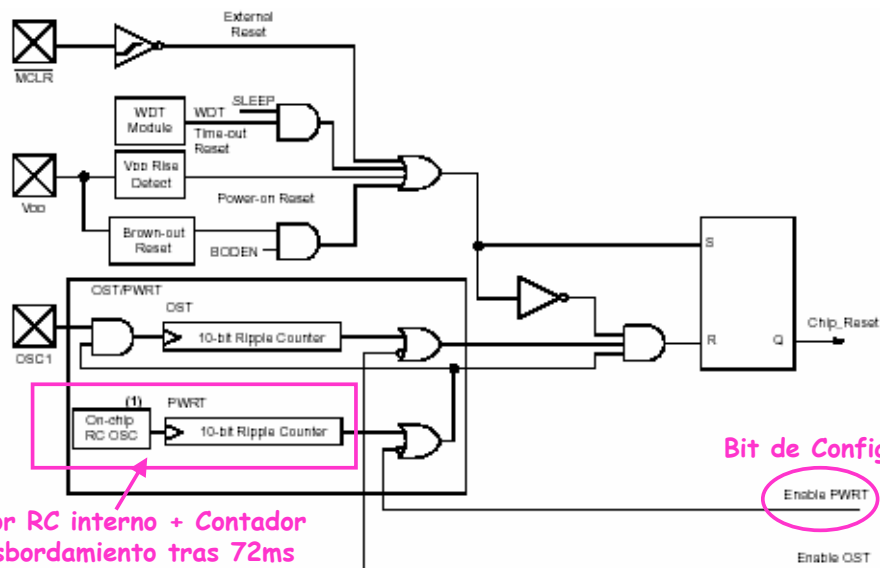 External
Reset
MCLR
WDT
Module
WDT
SLEEP
Time-out
Reset
VDD Rise
Detect
VDD
Power-on Reset
Brown-out
Reset
BODEN
S
OST/PWRT
OST
10-bit Ripple Counter
OSC1
R
Q
Chip_Reset
(1)
PWRT
On-chip
RC OSC
10-bit Ripple Counter
Bit de Config
Enable PWRT
or RC interno + Contador
sbordamiento tras 72ms
Enable OST